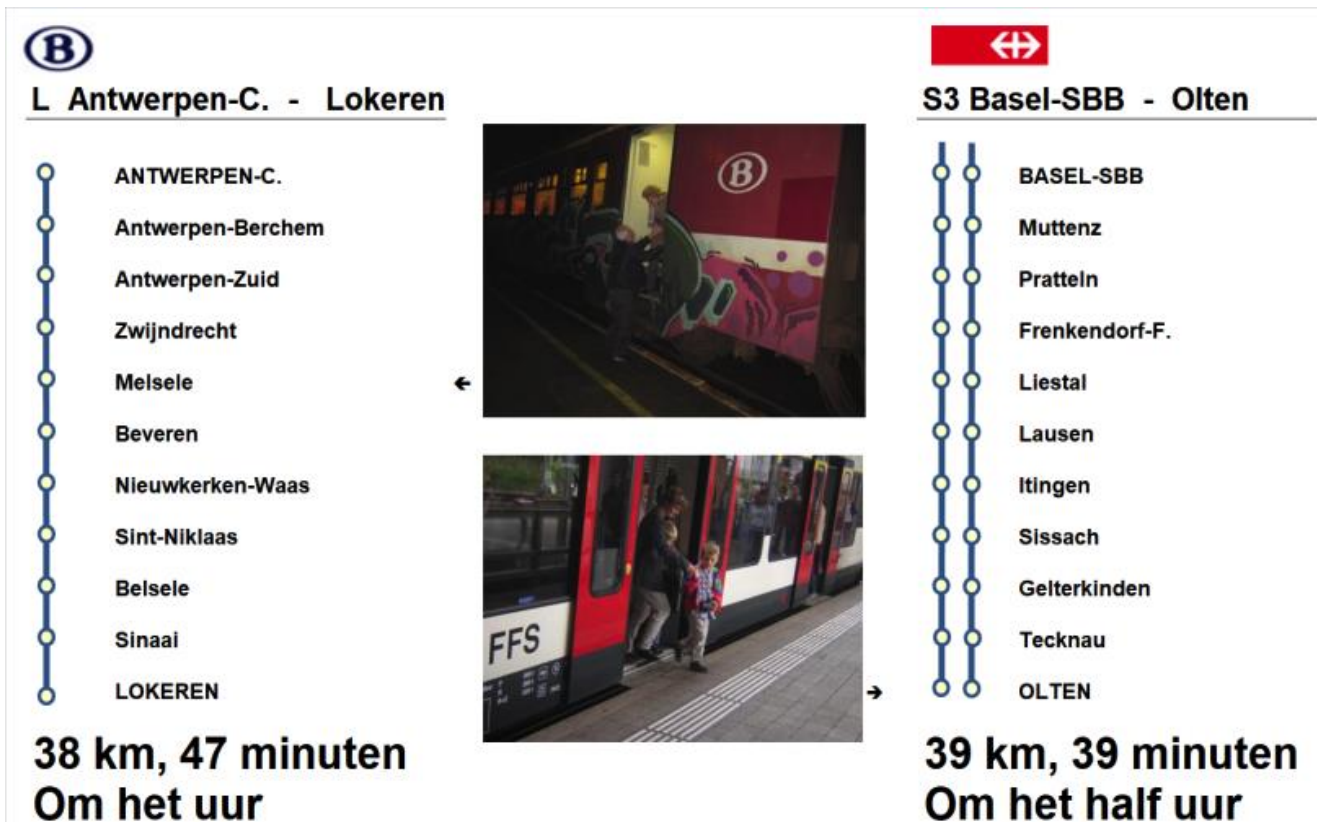 B
L Antwerpen-C. - Lokeren
ANTWERPEN-C.
Antwerpen-Berchem
Antwerpen-Zuid
Zwijndrecht
Melsele
Beveren
Nieuwkerken-Waas
Sint-Niklaas
Belsele
Sinaai
LOKEREN
38 km, 47 minuten
Om het uur
B
FFS
S3 Basel-SBB - Olten
BASEL-SBB
Muttenz
Pratteln
Frenkendorf-F.
Liestal
Lausen
Itingen
Sissach
Gelterkinden
Tecknau
OLTEN
39 km, 39 minuten
Om het half uur